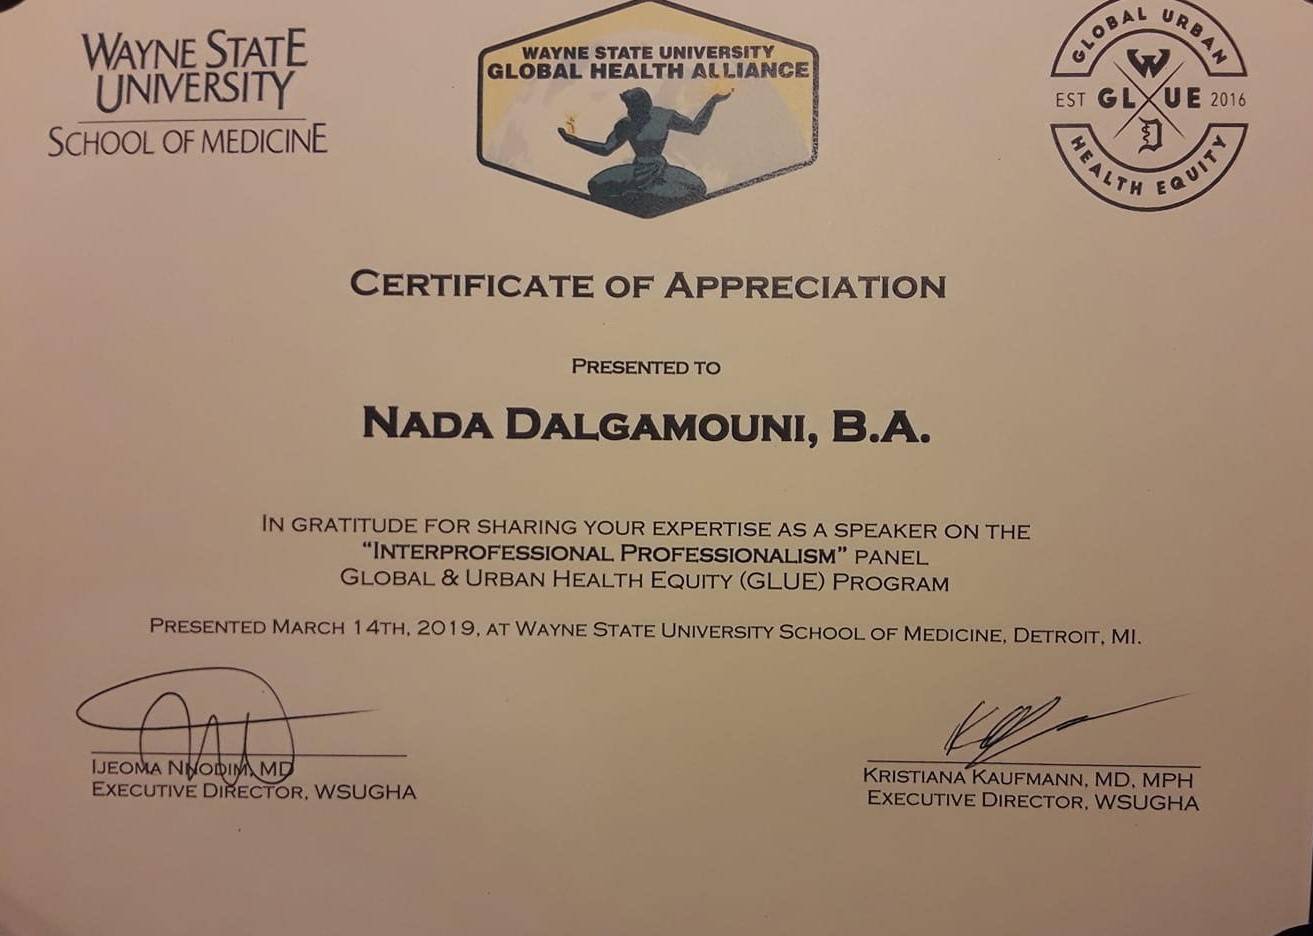 WAYNE STATE
UNIVERSITY
SCHOOL OF MEDICINE
WAYNE STATE UNIVERSITY
GLOBAL HEALTH ALLIANCE
GLOBAL URBAN
EST GLUE 2016
HEALTH EQUITY
CERTIFICATE OF APPRECIATION
PRESENTED TO
NADA DALGAMOUNI, B.A.
IN GRATITUDE FOR SHARING YOUR EXPERTISE AS A SPEAKER ON THE
"INTERPROFESSIONAL PROFESSIONALISM" PANEL
GLOBAL & URBAN HEALTH EQUITY (GLUE) PROGRAM
PRESENTED MARCH 14TH, 2019, AT WAYNE STATE UNIVERSITY SCHOOL OF MEDICINE, DETROIT, MI.
IJEOMA NNODIM, MD
EXECUTIVE DIRECTOR, WSUGHA
KRISTIANA KAUFMANN, MD, MPH
EXECUTIVE DIRECTOR, WSUGHA